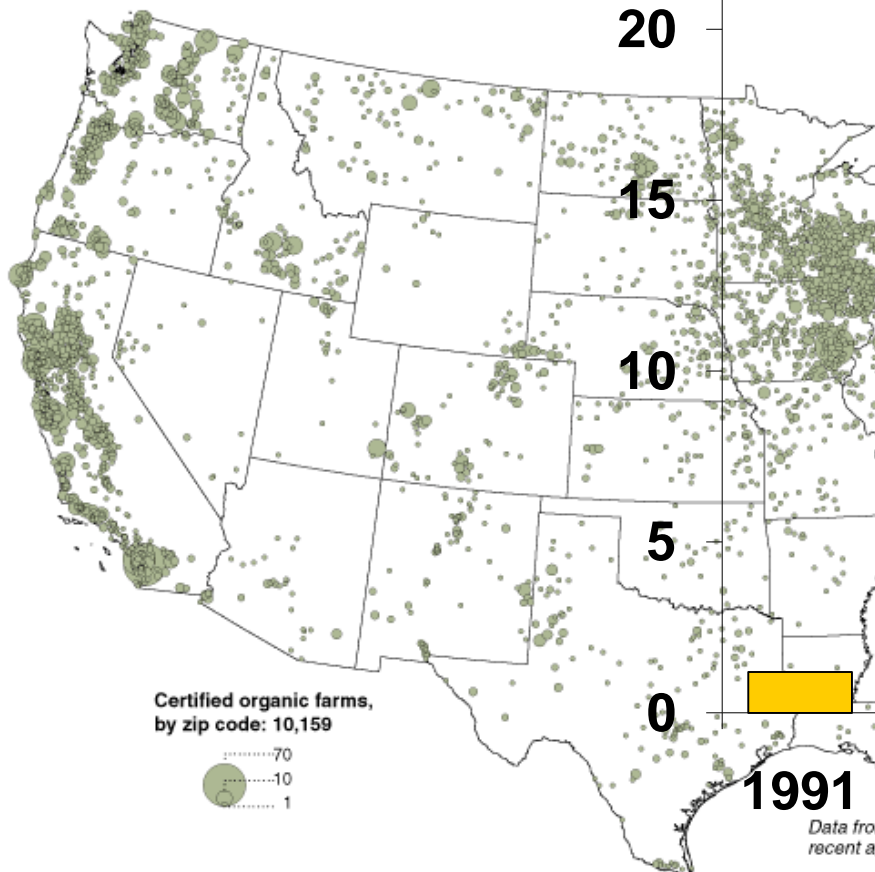 20
15
10
5
0
1991
Certified organic farms,
by zip code: 10,159
70
10
1
Data fro
recent a